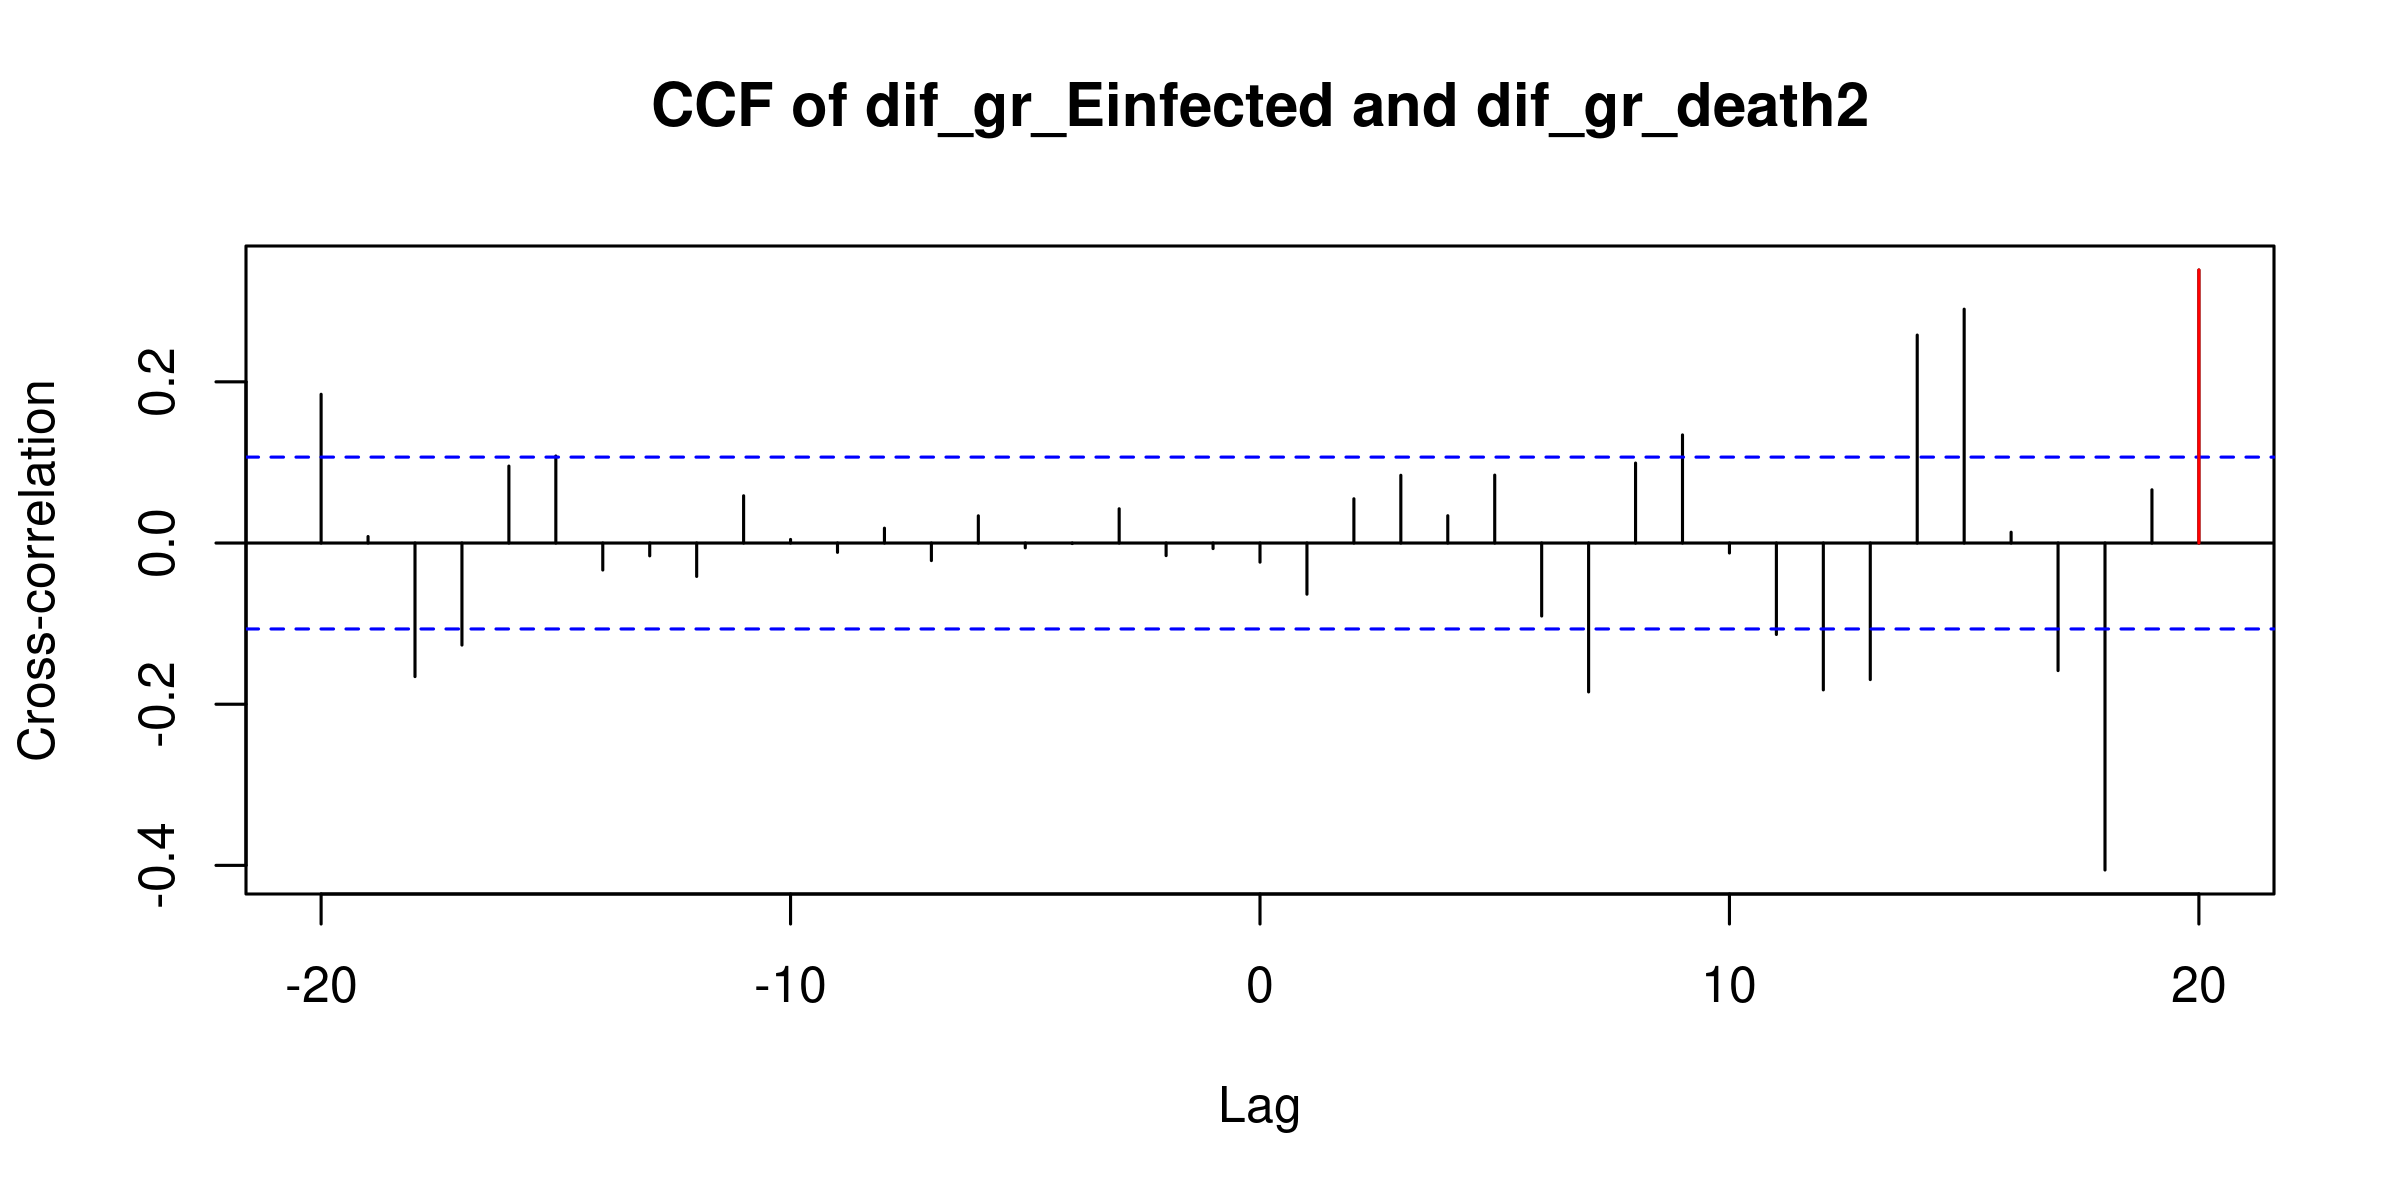 CCF of dif_gr_Einfected and dif_gr_death2
Cross-correlation
0.2
0.0
-0.2
-0.4
-20 -10 0 10 20
Lag